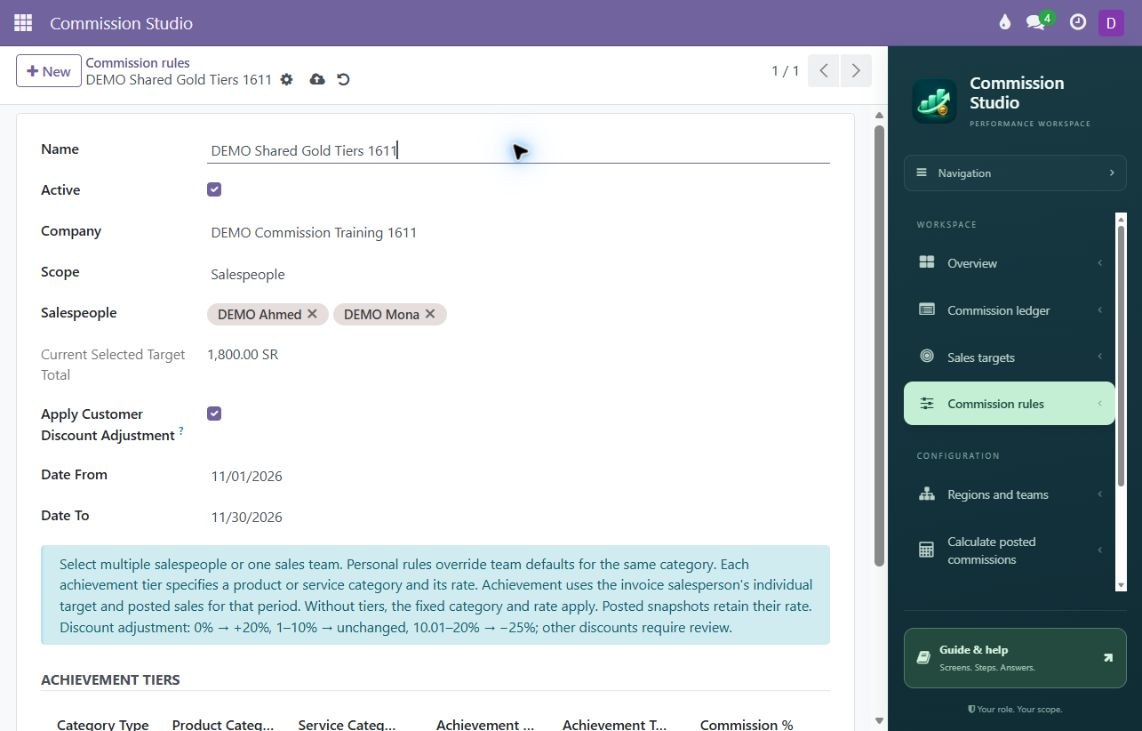 Commission Studio
4
D
New
Commission rules
DEMO Shared Gold Tiers 1611
1 / 1
Name
DEMO Shared Gold Tiers 1611
Active
Company
DEMO Commission Training 1611
Scope
Salespeople
Salespeople
DEMO Ahmed
DEMO Mona
Current Selected Target
Total
1,800.00 SR
Apply Customer
Discount Adjustment ?
Date From
11/01/2026
Date To
11/30/2026
Select multiple salespeople or one sales team. Personal rules override team defaults for the same category. Each
achievement tier specifies a product or service category and its rate. Achievement uses the invoice salesperson's individual
target and posted sales for that period. Without tiers, the fixed category and rate apply. Posted snapshots retain their rate.
Discount adjustment: 0% → +20%, 1–10% → unchanged, 10.01–20% → −25%; other discounts require review.
ACHIEVEMENT TIERS
Category Type
Product Categ...
Service Categ...
Achievement ...
Achievement T...
Commission %
Commission
Studio
PERFORMANCE WORKSPACE
Navigation
WORKSPACE
Overview
Commission ledger
Sales targets
Commission rules
CONFIGURATION
Regions and teams
Calculate posted
commissions
Guide & help
Screens. Steps. Answers.
Your role. Your scope.